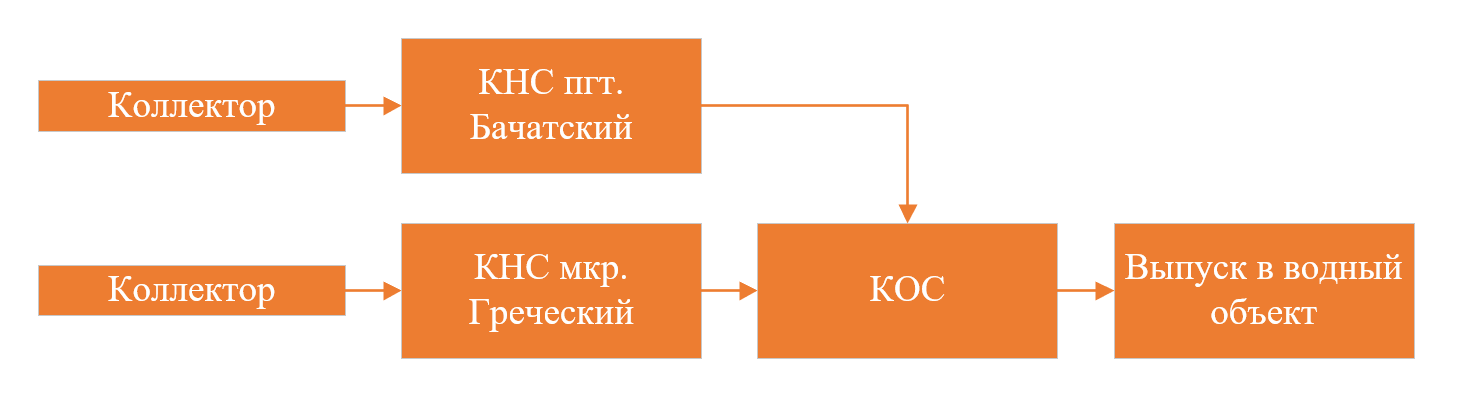 Коллектор
КНС пгт.
Бачатский
Коллектор
КНС мкр.
Греческий
КОС
Выпуск в водный
объект